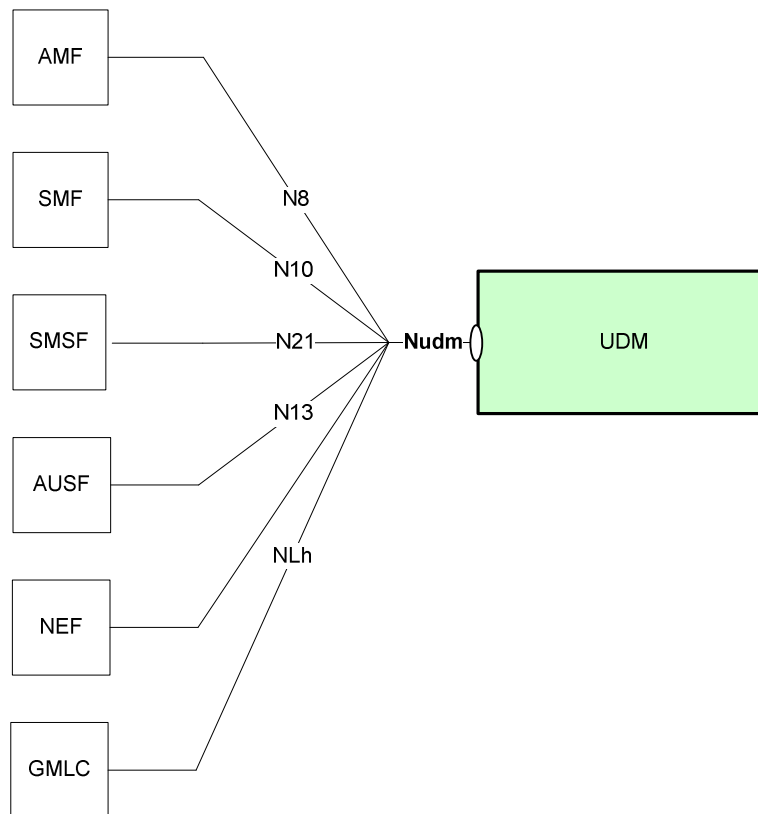 AMF
N8
SMF
N10
SMSF
N21
Nudm
UDM
N13
AUSF
NLh
NEF
GMLC